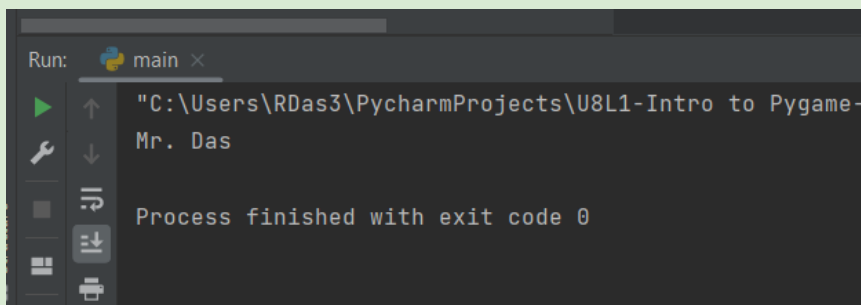 Run: main
"C:\Users\RDas3\PycharmProjects\U8L1-Intro to Pygame-
Mr. Das
Process finished with exit code 0